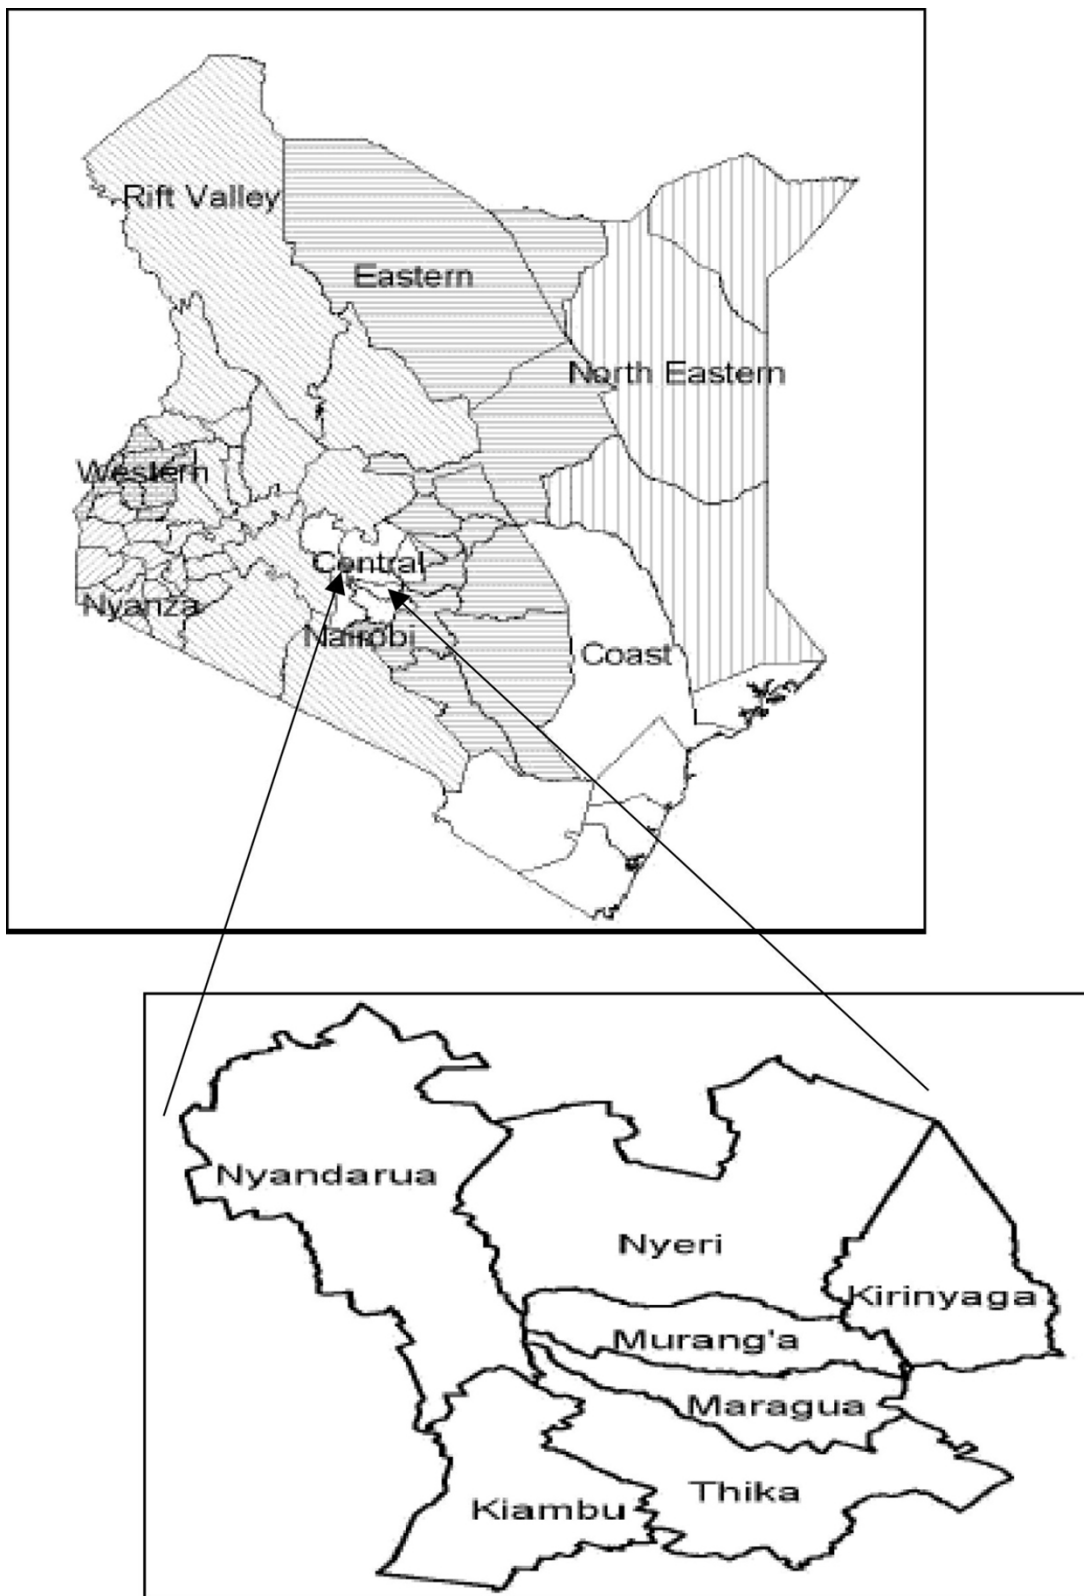 Rift Valley
Eastern
North Eastern
Western
Central
Nyanza
Nairobi
Coast
Nyandarua
Nyeri
Kirinyaga
Murang'a
Maragua
Thika
Kiambu